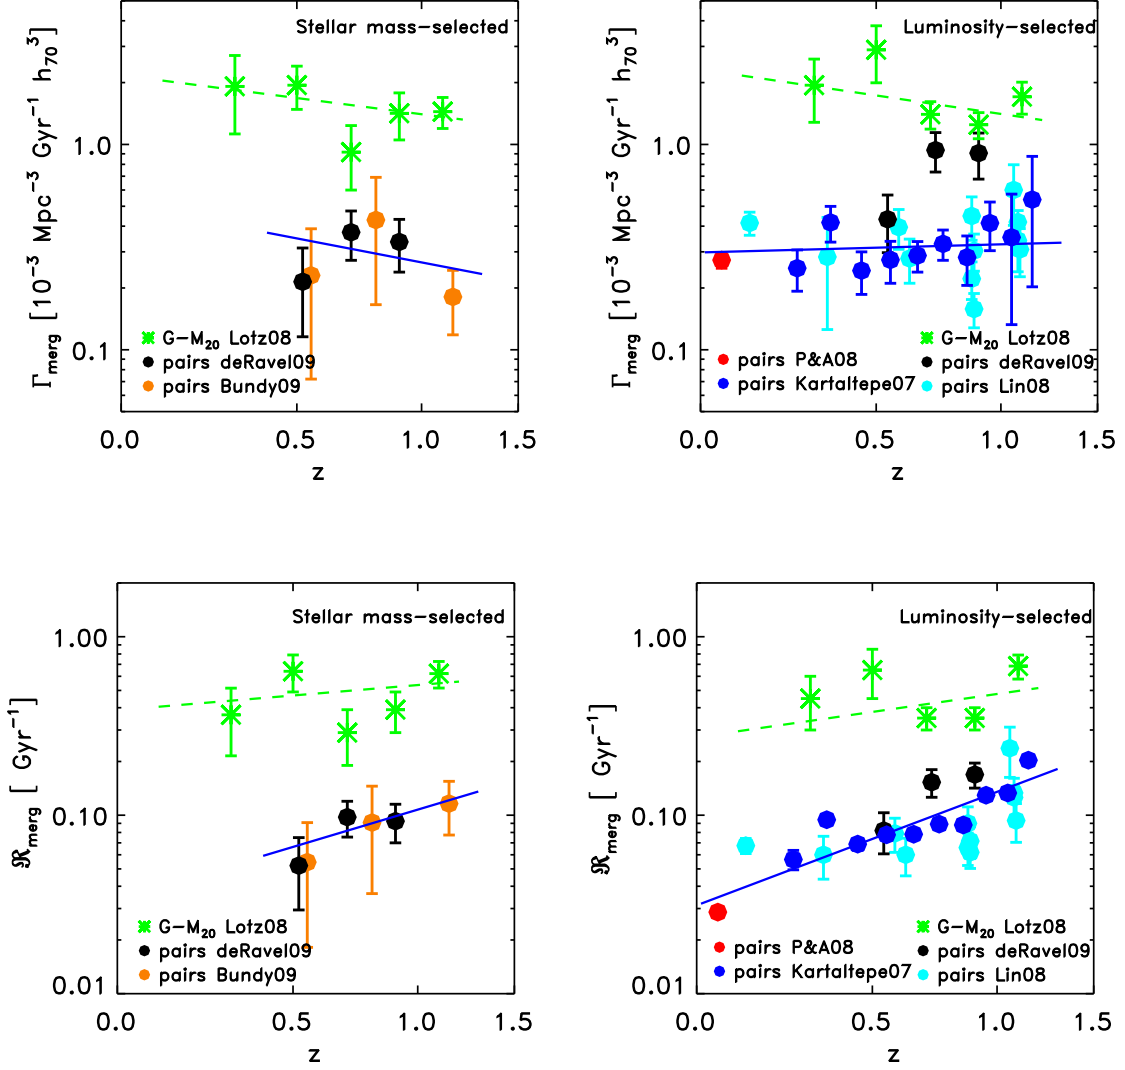 Stellar mass−selected
Γmerg [10−3 Mpc−3 Gyr−1 h70 3]
1.0
0.1
G−M20 Lotz08
pairs deRavel09
pairs Bundy09
0.0 0.5 1.0 1.5
z
Luminosity−selected
Γmerg [10−3 Mpc−3 Gyr−1 h70 3]
1.0
0.1
G−M20 Lotz08
pairs P&A08
pairs deRavel09
pairs Kartaltepe07
pairs Lin08
0.0 0.5 1.0 1.5
z
Stellar mass−selected
ℜmerg [ Gyr−1]
1.00
0.10
0.01
G−M20 Lotz08
pairs deRavel09
pairs Bundy09
0.0 0.5 1.0 1.5
z
Luminosity−selected
ℜmerg [ Gyr−1]
1.00
0.10
0.01
G−M20 Lotz08
pairs P&A08
pairs deRavel09
pairs Kartaltepe07
pairs Lin08
0.0 0.5 1.0 1.5
z